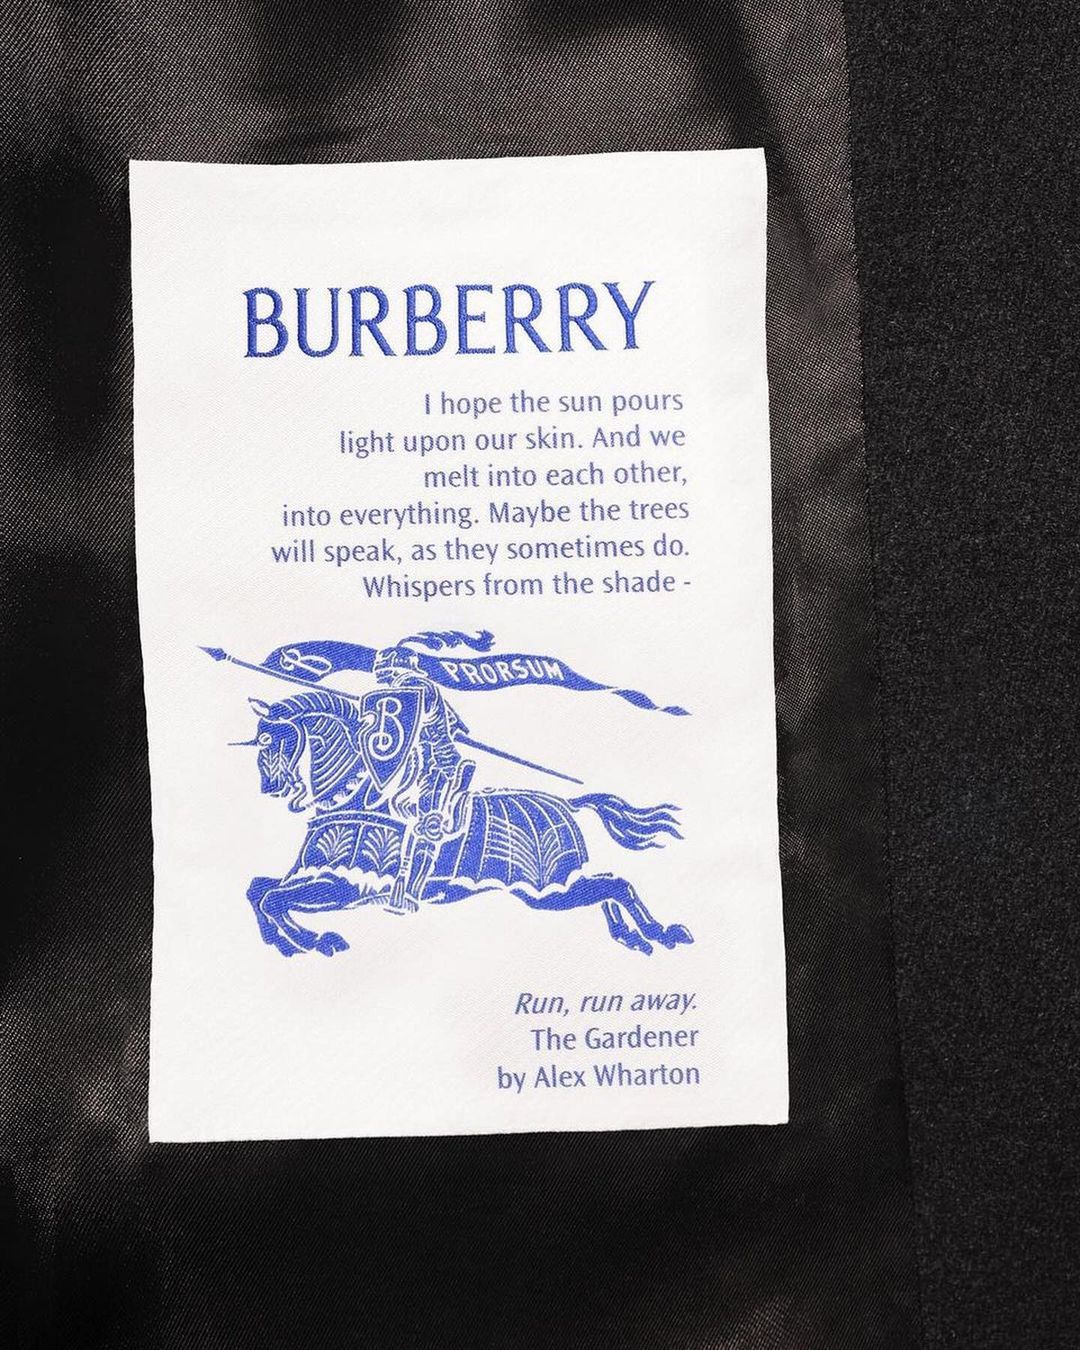 BURBERRY
I hope the sun pours
light upon our skin. And we
melt into each other,
into everything. Maybe the trees
will speak, as they sometimes do.
Whispers from the shade -
B PRORSUM
B
Run, run away.
The Gardener
by Alex Wharton